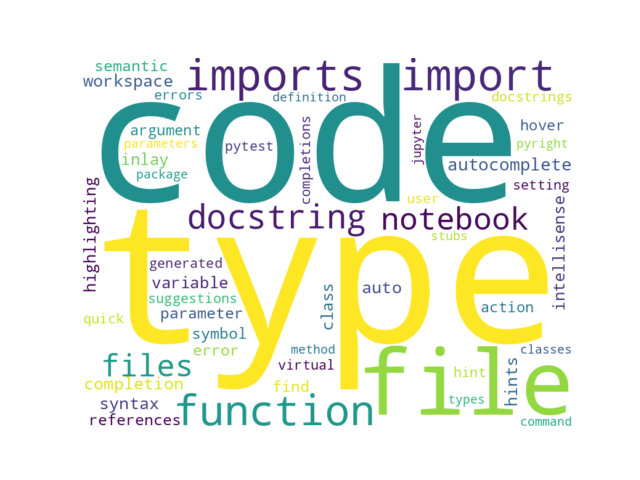 semantic
imports
import
workspace
errors
definition
docstrings
code
argument
parameters
pytest
completions
jupyter
hover
pyright
inlay
package
autocomplete
setting
highlighting
user
docstring
notebook
intellisense
stubs
type
generated
variable
suggestions
parameter
class
auto
action
quick
symbol
error
method
classes
files
virtual
file
hint
hints
completion
find
syntax
function
types
references
command